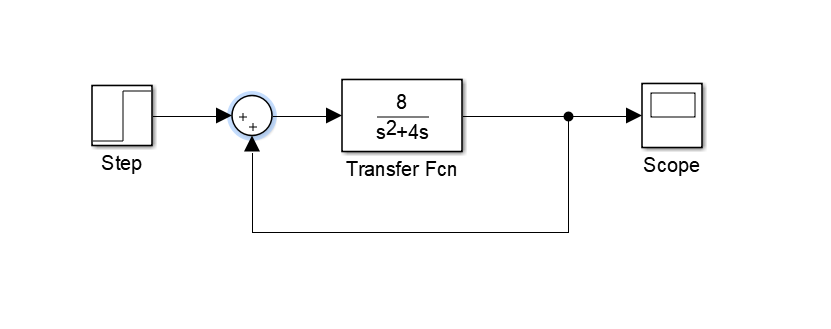 8
s2+4s
+
+
Step
Transfer Fcn
Scope